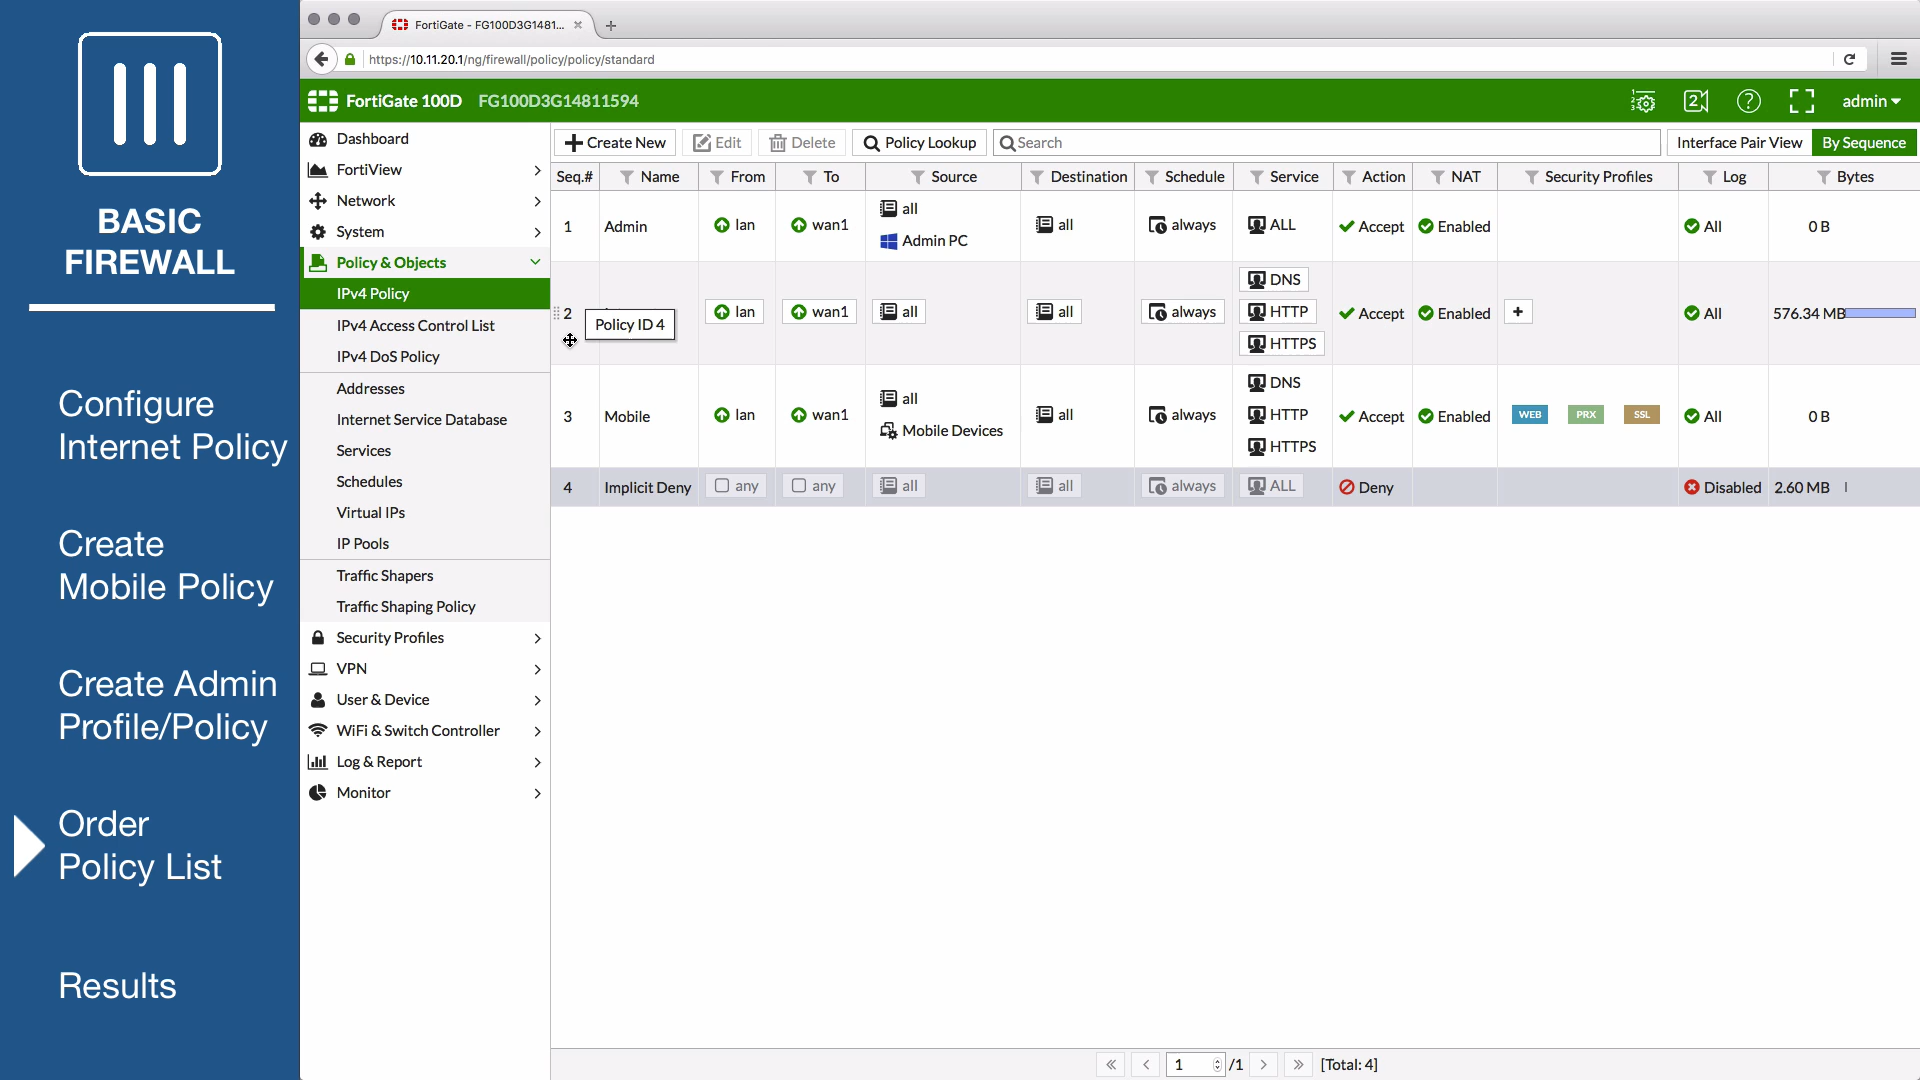 BASIC
FIREWALL
Configure
Internet Policy
Create
Mobile Policy
Create Admin
Profile/Policy
Order
Policy List
Results
FortiGate - FG100D3G1481...
https://10.11.20.1/ng/firewall/policy/policy/standard
FortiGate 100D FG100D3G14811594
admin
Dashboard
FortiView
Network
System
Policy & Objects
IPv4 Policy
IPv4 Access Control List
IPv4 DoS Policy
Addresses
Internet Service Database
Services
Schedules
Virtual IPs
IP Pools
Traffic Shapers
Traffic Shaping Policy
Security Profiles
VPN
User & Device
WiFi & Switch Controller
Log & Report
Monitor
Create New Edit Delete Policy Lookup Search Interface Pair View By Sequence
Seq.# Name From To Source Destination Schedule Service Action NAT Security Profiles Log Bytes
1 Admin lan wan1 all all always ALL Accept Enabled All 0 B
Admin PC
DNS
2 lan wan1 all all always HTTP Accept Enabled + All 576.34 MB
Policy ID 4
HTTPS
DNS
3 Mobile lan wan1 all all always HTTP Accept Enabled WEB PRX SSL All 0 B
Mobile Devices
HTTPS
4 Implicit Deny any any all all always ALL Deny Disabled 2.60 MB
1 /1 [Total: 4]